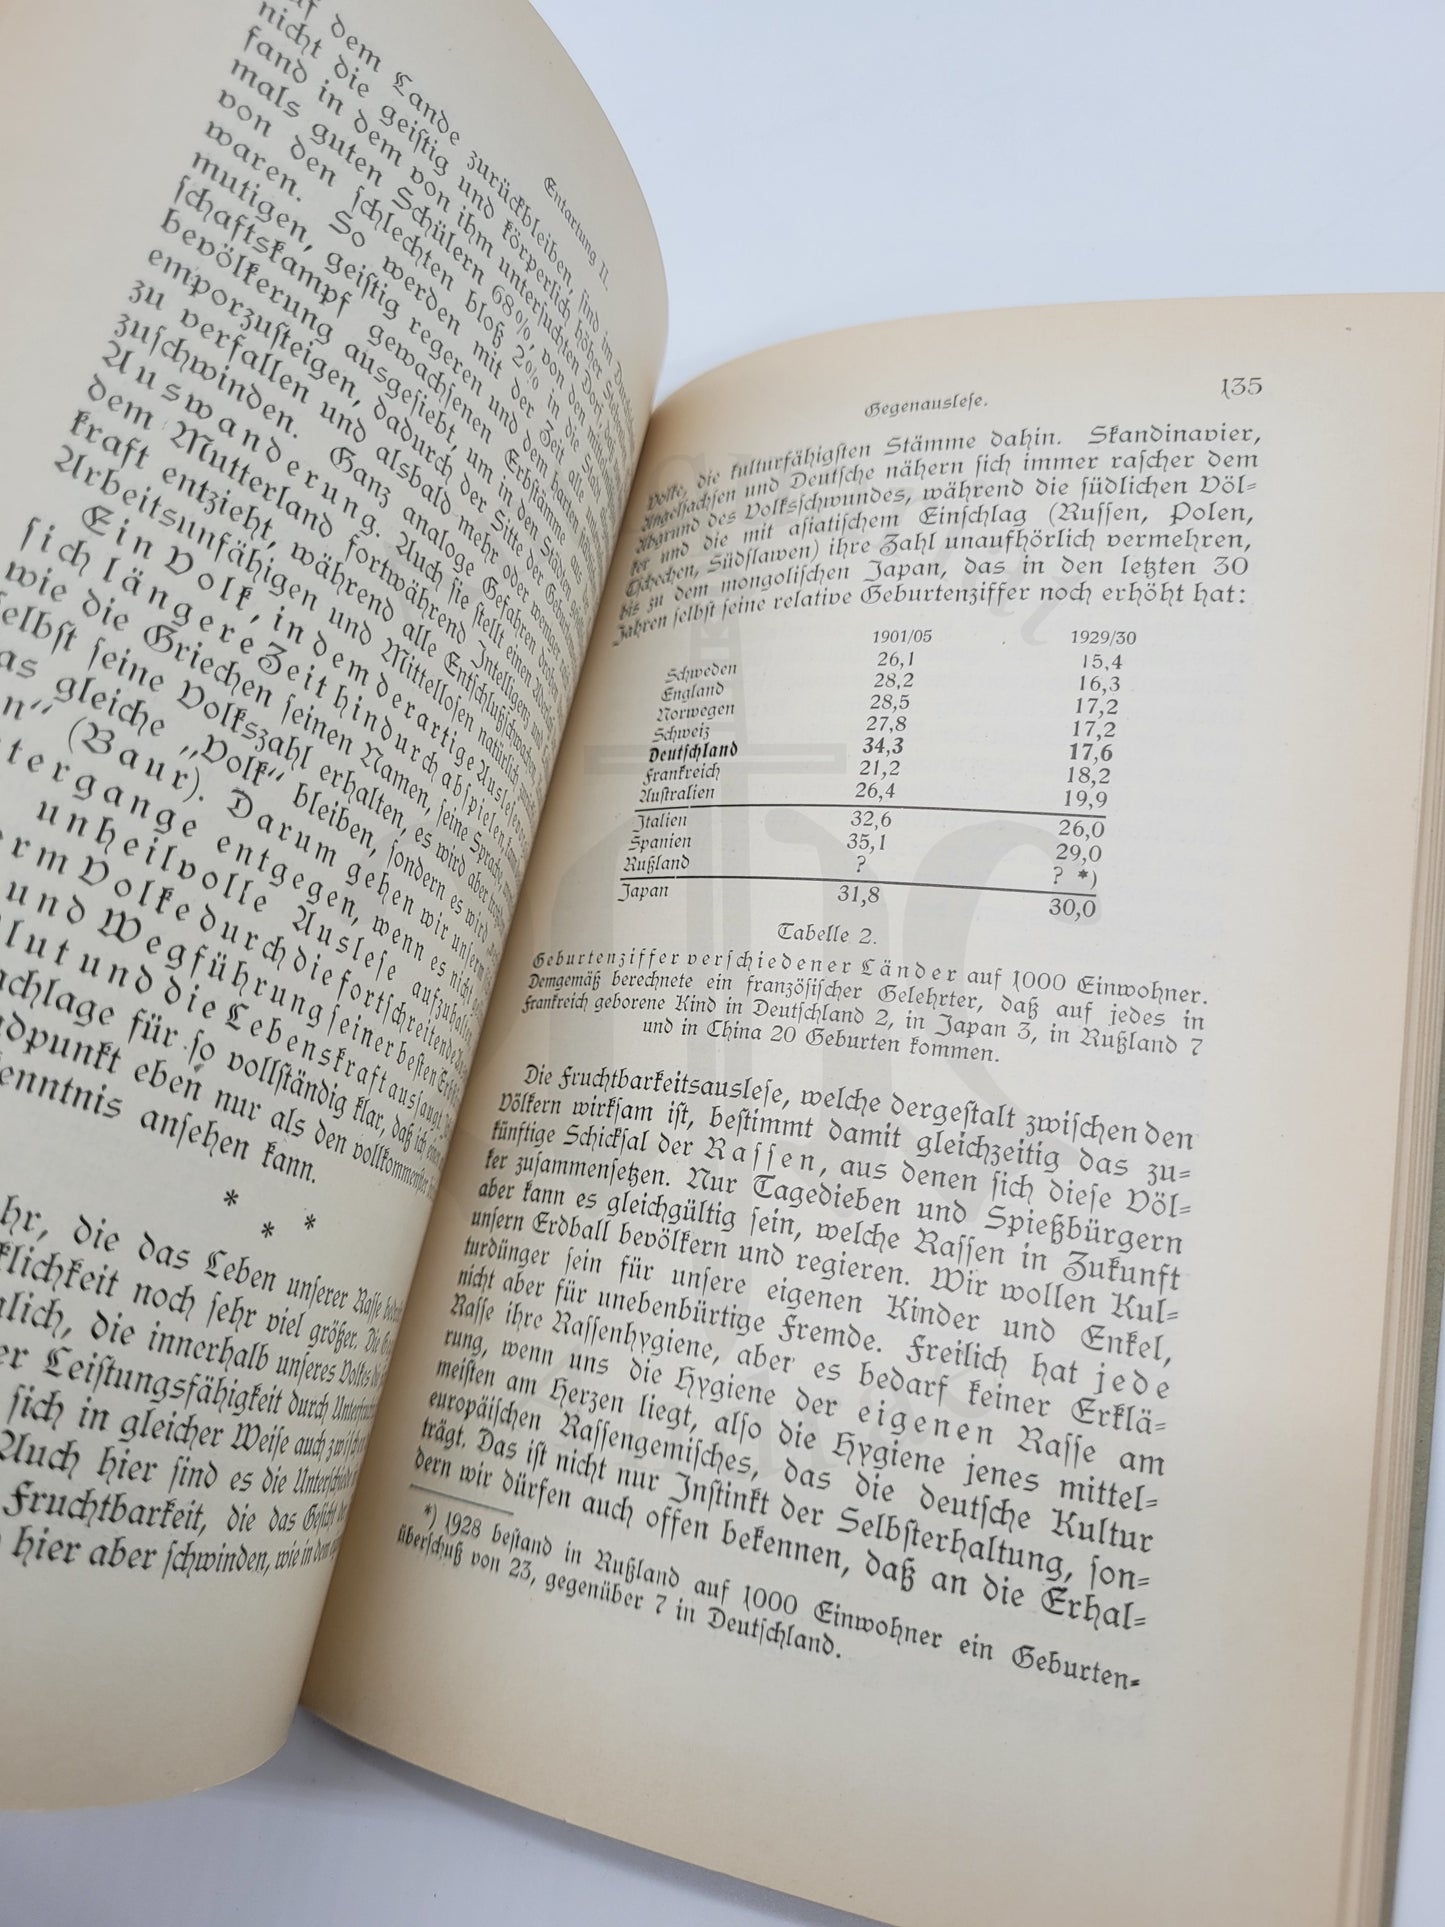 Entartung II.
auf dem Lande zurückbleiben, sind im
nicht die geistig und körperlich höher
fand in dem von ihm untersuchten Dorf, daß
mals guten Schülern 68%, von den mittel
von den schlechten bloß 2% in die Stadt
waren. So werden mit der Zeit alle
mutigen, geistig regeren und dem harten
schaftskampf gewachsenen Erbstämme aus
bevölkerung ausgesiebt, um in den Städten
emporzusteigen, dadurch der Sitte der Geburten
zu verfallen und alsbald mehr oder weniger
zuschwinden. Ganz analoge Gefahren drohen
Auswanderung. Auch sie stellt einen
dem Mutterland fortwährend Intelligenz und
kraft entzieht, während alle Entschlußschwachen,
Arbeitsunfähigen und Mittellosen natürlich
Ein Volk, in dem derartige Auslese
sich längere Zeit hindurch abspielen, kann
wie die Griechen seinen Namen, seine Sprache,
selbst seine Volkszahl erhalten, es wird aber
das gleiche „Volk“ bleiben, sondern es wird
(Baur). Darum gehen wir unserm
tergange entgegen, wenn es nicht
unheilvolle Auslese aufzuhalten,
erm Volke durch die fortschreitende
und Wegführung seiner besten
lut und die Lebenskraft aussaugt.
achlage für so vollständig klar, daß ich einen
ndpunkt eben nur als den vollkommenster
kenntnis ansehen kann.
* * *
hr, die das Leben unserer Rasse
klichkeit noch sehr viel größer. Die
nlich, die innerhalb unseres Volkes
er Leistungsfähigkeit durch
sich in gleicher Weise auch
Auch hier sind es die Unterschiede
Fruchtbarkeit, die das Gesicht
hier aber schwinden, wie in dem
Gegenauslese. 135
Volke, die kulturfähigsten Stämme dahin. Skandinavier,
Angelsachsen und Deutsche nähern sich immer rascher dem
Abgrund des Volksschwundes, während die südlichen Völ-
ker und die mit asiatischem Einschlag (Russen, Polen,
Tschechen, Südslawen) ihre Zahl unaufhörlich vermehren,
bis zu dem mongolischen Japan, das in den letzten 30
Jahren selbst seine relative Geburtenziffer noch erhöht hat:
1901/05 1929/30
Schweden 26,1 15,4
England 28,2 16,3
Norwegen 28,5 17,2
Schweiz 27,8 17,2
Deutschland 34,3 17,6
Frankreich 21,2 18,2
Australien 26,4 19,9
Italien 32,6 26,0
Spanien 35,1 29,0
Rußland ? ? *)
Japan 31,8 30,0
Tabelle 2.
Geburtenziffer verschiedener Länder auf 1000 Einwohner.
Demgemäß berechnete ein französischer Gelehrter, daß auf jedes in
Frankreich geborene Kind in Deutschland 2, in Japan 3, in Rußland 7
und in China 20 Geburten kommen.
Die Fruchtbarkeitsauslese, welche dergestalt zwischen den
Völkern wirksam ist, bestimmt damit gleichzeitig das zu-
künftige Schicksal der Rassen, aus denen sich diese Völ-
ker zusammensetzen. Nur Tagedieben und Spießbürgern
aber kann es gleichgültig sein, welche Rassen in Zukunft
unsern Erdball bevölkern und regieren. Wir wollen Kul-
turdünger sein für unsere eigenen Kinder und Enkel,
nicht aber für unebenbürtige Fremde. Freilich hat jede
Rasse ihre Rassenhygiene, aber es bedarf keiner Erklä-
rung, wenn uns die Hygiene der eigenen Rasse am
meisten am Herzen liegt, also die Hygiene jenes mittel-
europäischen Rassengemisches, das die deutsche Kultur
trägt. Das ist nicht nur Instinkt der Selbsterhaltung, son-
dern wir dürfen auch offen bekennen, daß an die Erhal-
*) 1928 bestand in Rußland auf 1000 Einwohner ein Geburten-
überschuß von 23, gegenüber 7 in Deutschland.